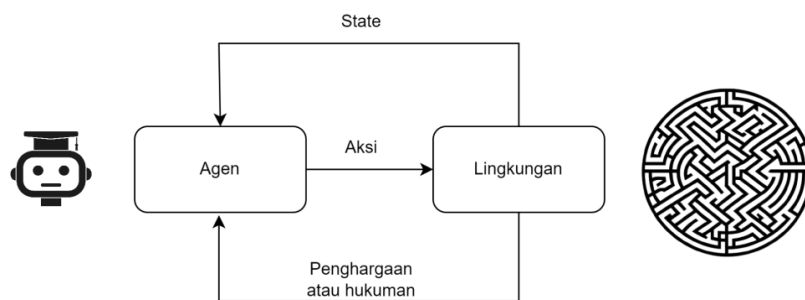 State
Agen
Aksi
Lingkungan
Penghargaan
atau hukuman